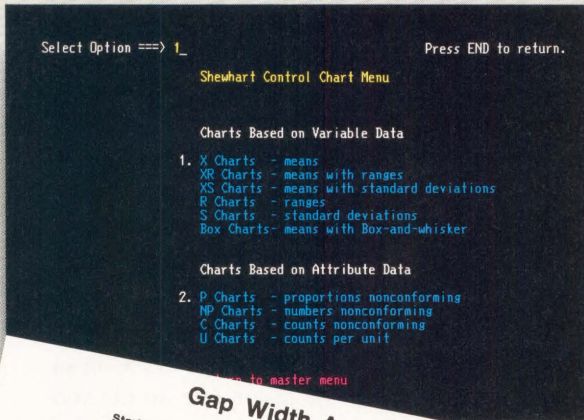 Select Option ===> 1_ Press END to return.
Shewhart Control Chart Menu
Charts Based on Variable Data
1. X Charts - means
XR Charts - means with ranges
XS Charts - means with standard deviations
R Charts - ranges
S Charts - standard deviations
Box Charts- means with Box-and-whisker
Charts Based on Attribute Data
2. P Charts - proportions nonconforming
NP Charts - numbers nonconforming
C Charts - counts nonconforming
U Charts - counts per unit
to master menu
Gap Width